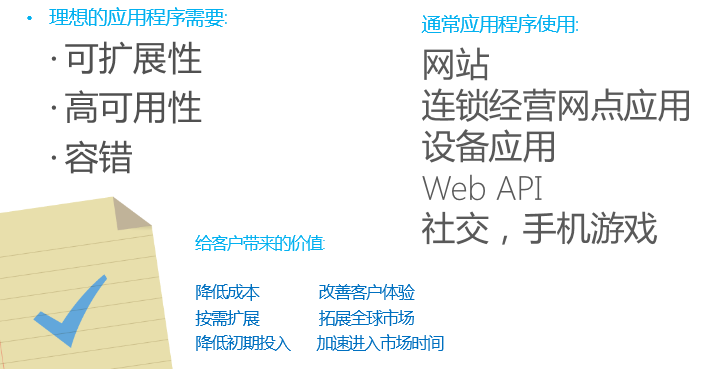 • 理想的应用程序需要:
· 可扩展性
· 高可用性
· 容错
通常应用程序使用:
网站
连锁经营网点应用
设备应用
Web API
社交，手机游戏
给客户带来的价值:
降低成本 改善客户体验
按需扩展 拓展全球市场
降低初期投入 加速进入市场时间